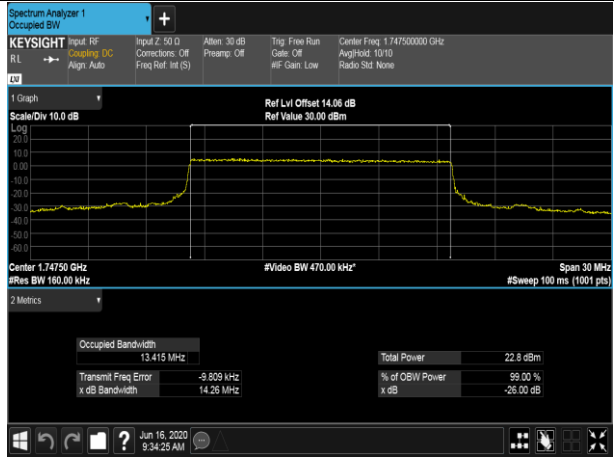 Spectrum Analyzer 1
Occupied BW
+
KEYSIGHT Input: RF Input Z: 50 Ω Atten: 30 dB Trig: Free Run Center Freq: 1.747500000 GHz
RL Coupling: DC Corrections: Off Preamp: Off Gate: Off Avg|Hold: 10/10
Align: Auto Freq Ref: Int (S) #IF Gain: Low Radio Std: None
LXI
1 Graph
Ref Lvl Offset 14.06 dB
Scale/Div 10.0 dB Ref Value 30.00 dBm
Log
20.0
10.0
0.00
-10.0
-20.0
-30.0
-40.0
-50.0
-60.0
Center 1.74750 GHz #Video BW 470.00 kHz* Span 30 MHz
#Res BW 160.00 kHz #Sweep 100 ms (1001 pts)
2 Metrics
Occupied Bandwidth
13.415 MHz Total Power 22.8 dBm
Transmit Freq Error -9.809 kHz % of OBW Power 99.00 %
x dB Bandwidth 14.26 MHz x dB -26.00 dB
? Jun 16, 2020
9:34:25 AM